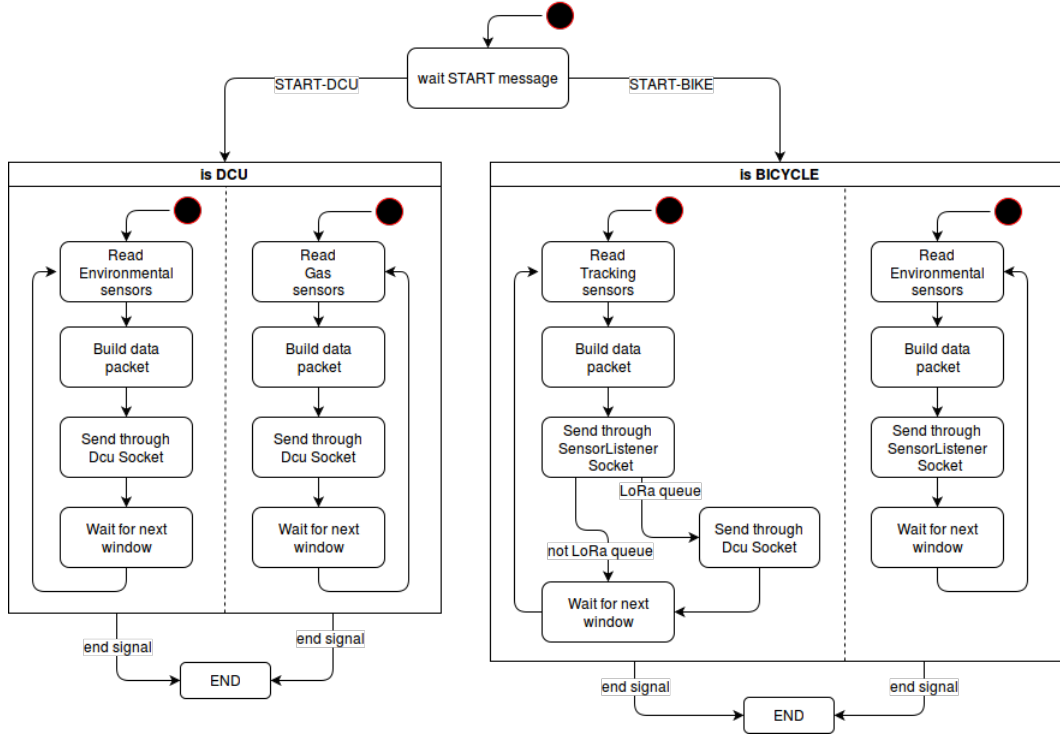 wait START message
START-DCU
START-BIKE
is DCU
Read
Environmental
sensors
Build data
packet
Send through
Dcu Socket
Wait for next
window
Read
Gas
sensors
Build data
packet
Send through
Dcu Socket
Wait for next
window
end signal
end signal
END
is BICYCLE
Read
Tracking
sensors
Build data
packet
Send through
SensorListener
Socket
LoRa queue
not LoRa queue
Send through
Dcu Socket
Wait for next
window
Read
Environmental
sensors
Build data
packet
Send through
SensorListener
Socket
Wait for next
window
end signal
end signal
END